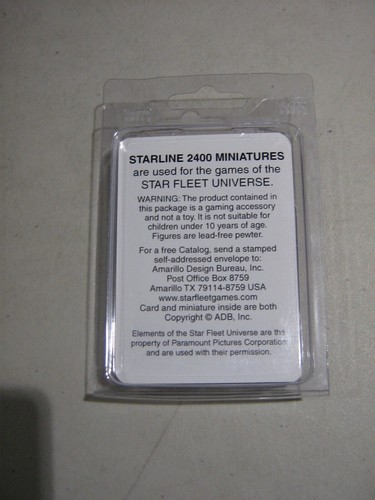 STARLINE 2400 MINIATURES
are used for the games of the
STAR FLEET UNIVERSE.
WARNING: The product contained in
this package is a gaming accessory
and not a toy. It is not suitable for
children under 10 years of age.
Figures are lead-free pewter.
For a free Catalog, send a stamped
self-addressed envelope to:
Amarillo Design Bureau, Inc.
Post Office Box 8759
Amarillo TX 79114-8759 USA
www.starfleetgames.com
Card and miniature inside are both
Copyright © ADB, Inc.
Elements of the Star Fleet Universe are the
property of Paramount Pictures Corporation
and are used with their permission.